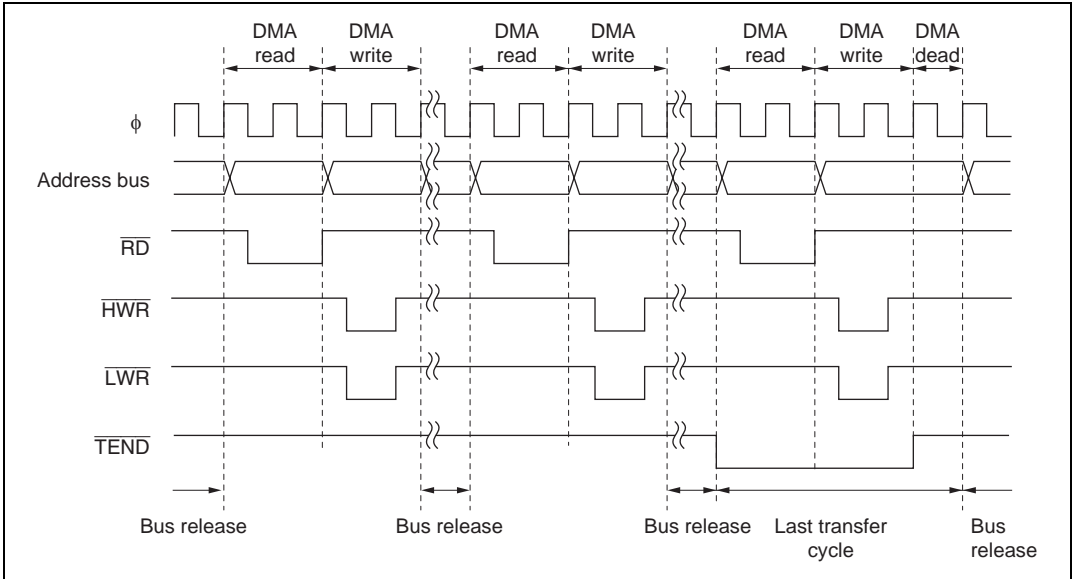 DMA read
DMA write
DMA read
DMA write
DMA read
DMA write
DMA dead
ϕ
Address bus
RD
HWR
LWR
TEND
Bus release
Bus release
Bus release
Last transfer cycle
Bus release